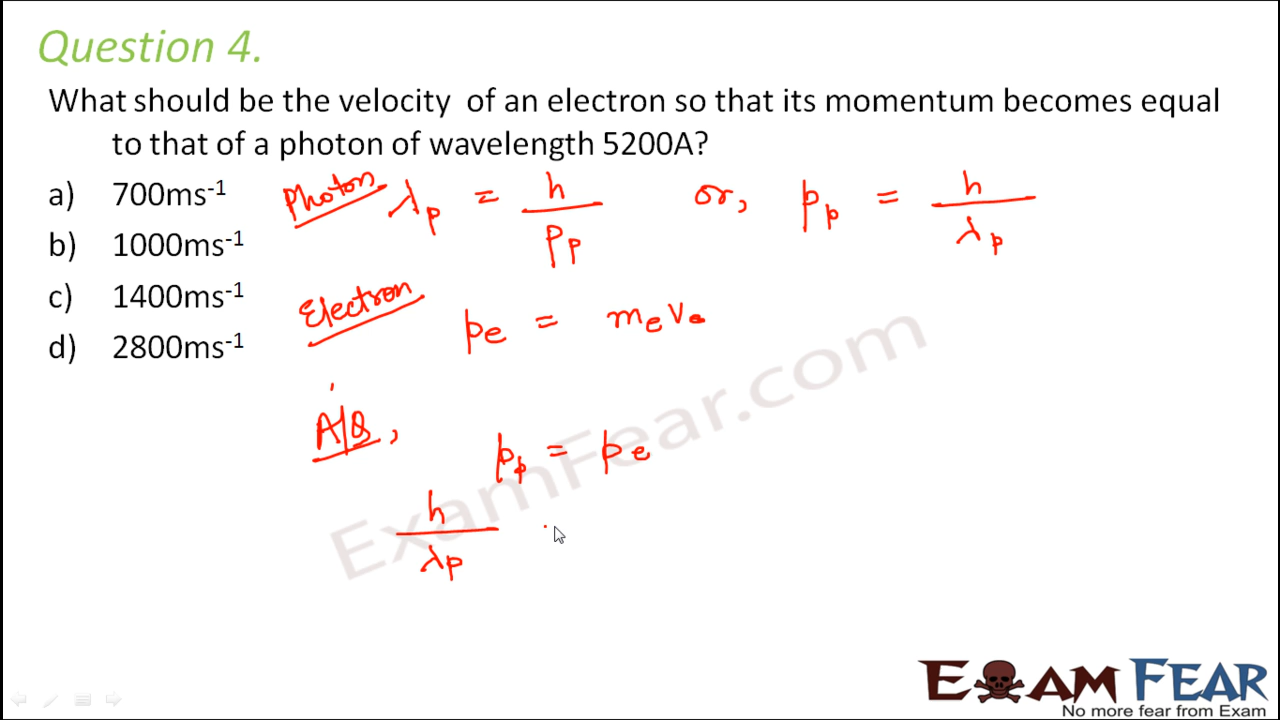 Question 4.
What should be the velocity of an electron so that its momentum becomes equal
to that of a photon of wavelength 5200A?
a) 700ms⁻¹
b) 1000ms⁻¹
c) 1400ms⁻¹
d) 2800ms⁻¹
Photon λp = h/pp or, pp = h/λp
Electron pe = meve
A/Q,
pp = pe
h/λp
ExamFear.com
EXAM FEAR
No more fear from Exam